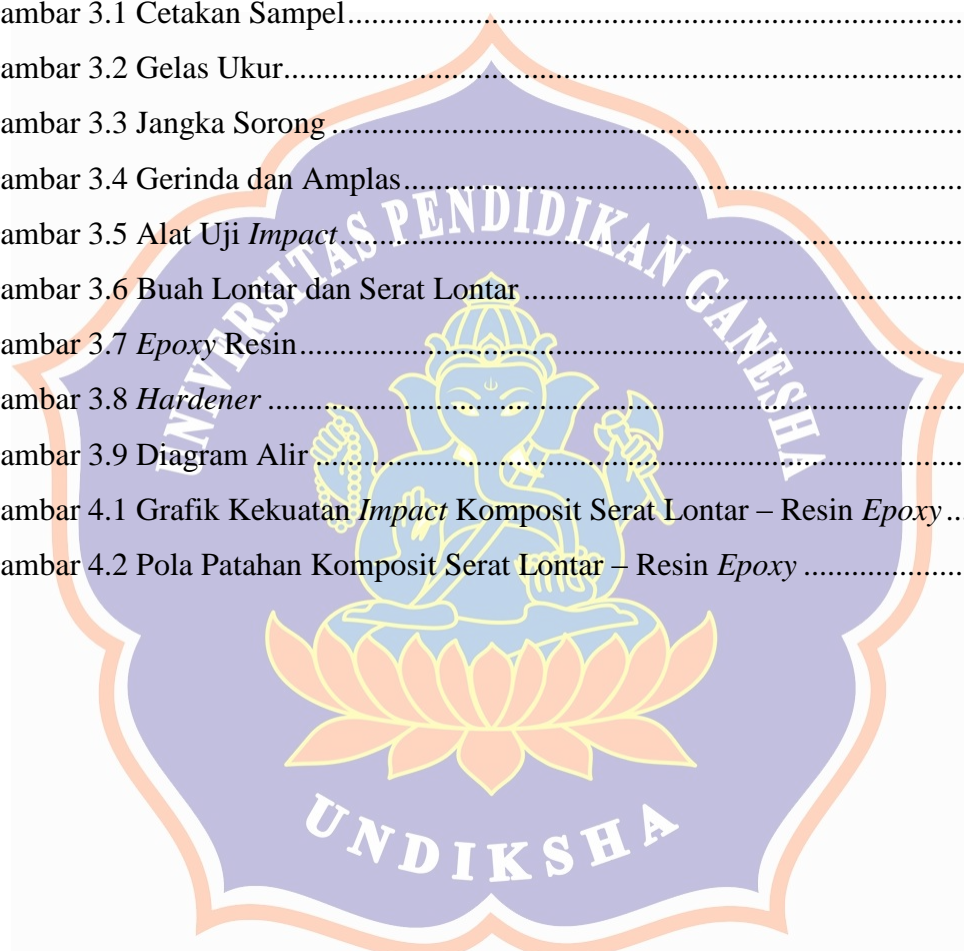 ambar 3.1 Cetakan Sampel............................................................................
ambar 3.2 Gelas Ukur....................................................................................
ambar 3.3 Jangka Sorong ..............................................................................
ambar 3.4 Gerinda dan Amplas.....................................................................
ambar 3.5 Alat Uji Impact.............................................................................
ambar 3.6 Buah Lontar dan Serat Lontar ......................................................
ambar 3.7 Epoxy Resin..................................................................................
ambar 3.8 Hardener ......................................................................................
ambar 3.9 Diagram Alir ................................................................................
ambar 4.1 Grafik Kekuatan Impact Komposit Serat Lontar – Resin Epoxy ..
ambar 4.2 Pola Patahan Komposit Serat Lontar – Resin Epoxy ....................
UNIVERSITAS PENDIDIKAN GANESHA
UNDIKSHA